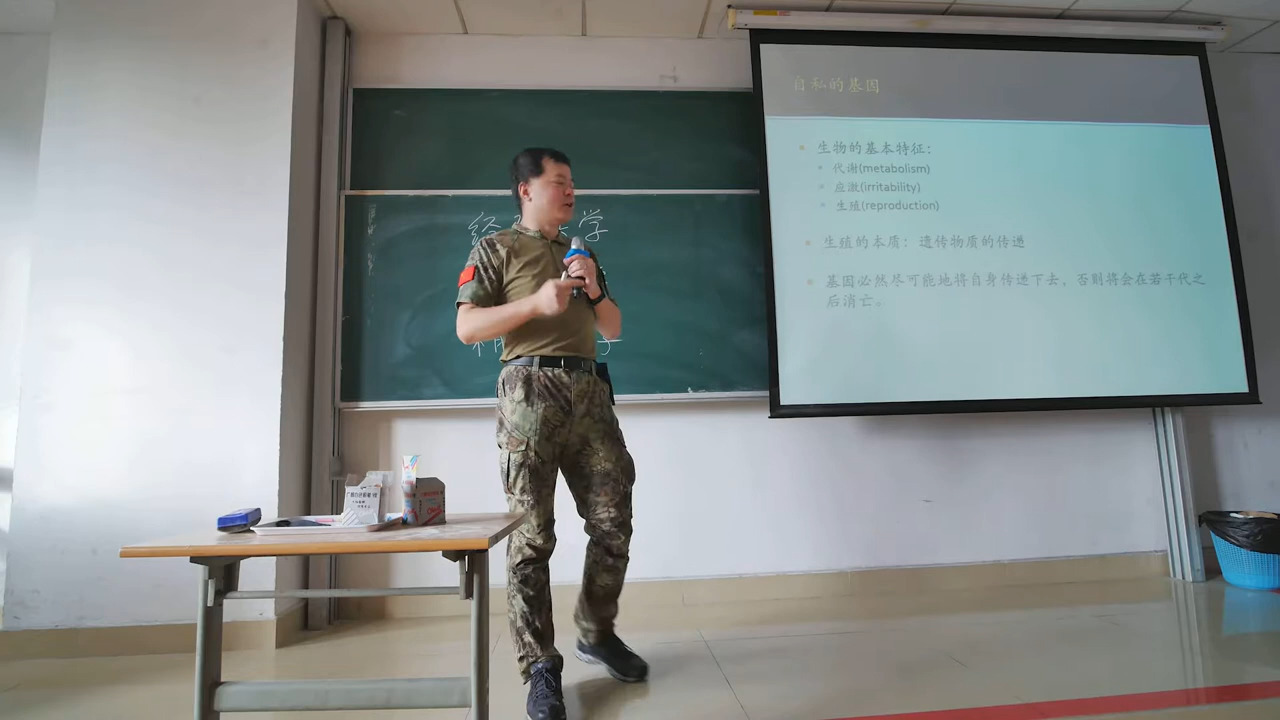 自私的基因
生物的基本特征:
代谢(metabolism)
应激(irritability)
生殖(reproduction)
生殖的本质: 遗传物质的传递
基因必然尽可能地将自身传递下去, 否则将会在若干代之
后消亡。
经
学